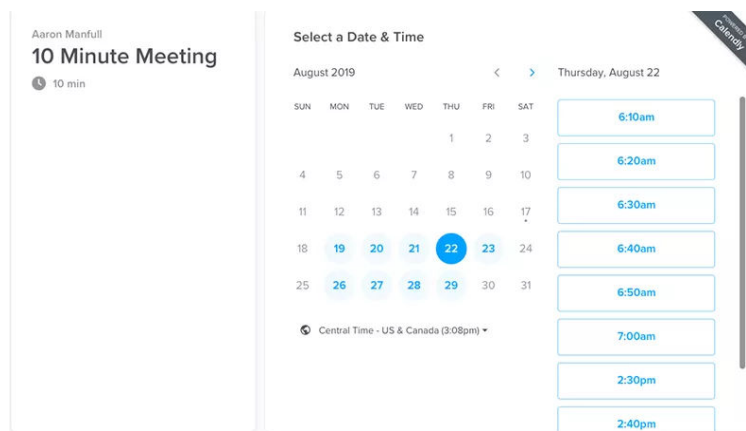 Aaron Manfull
10 Minute Meeting
10 min
Select a Date & Time
August 2019
SUN MON TUE WED THU FRI SAT
1 2 3
4 5 6 7 8 9 10
11 12 13 14 15 16 17
18 19 20 21 22 23 24
25 26 27 28 29 30 31
Central Time - US & Canada (3:08pm)
Thursday, August 22
6:10am
6:20am
6:30am
6:40am
6:50am
7:00am
2:30pm
2:40pm
POWERED BY
Calendly